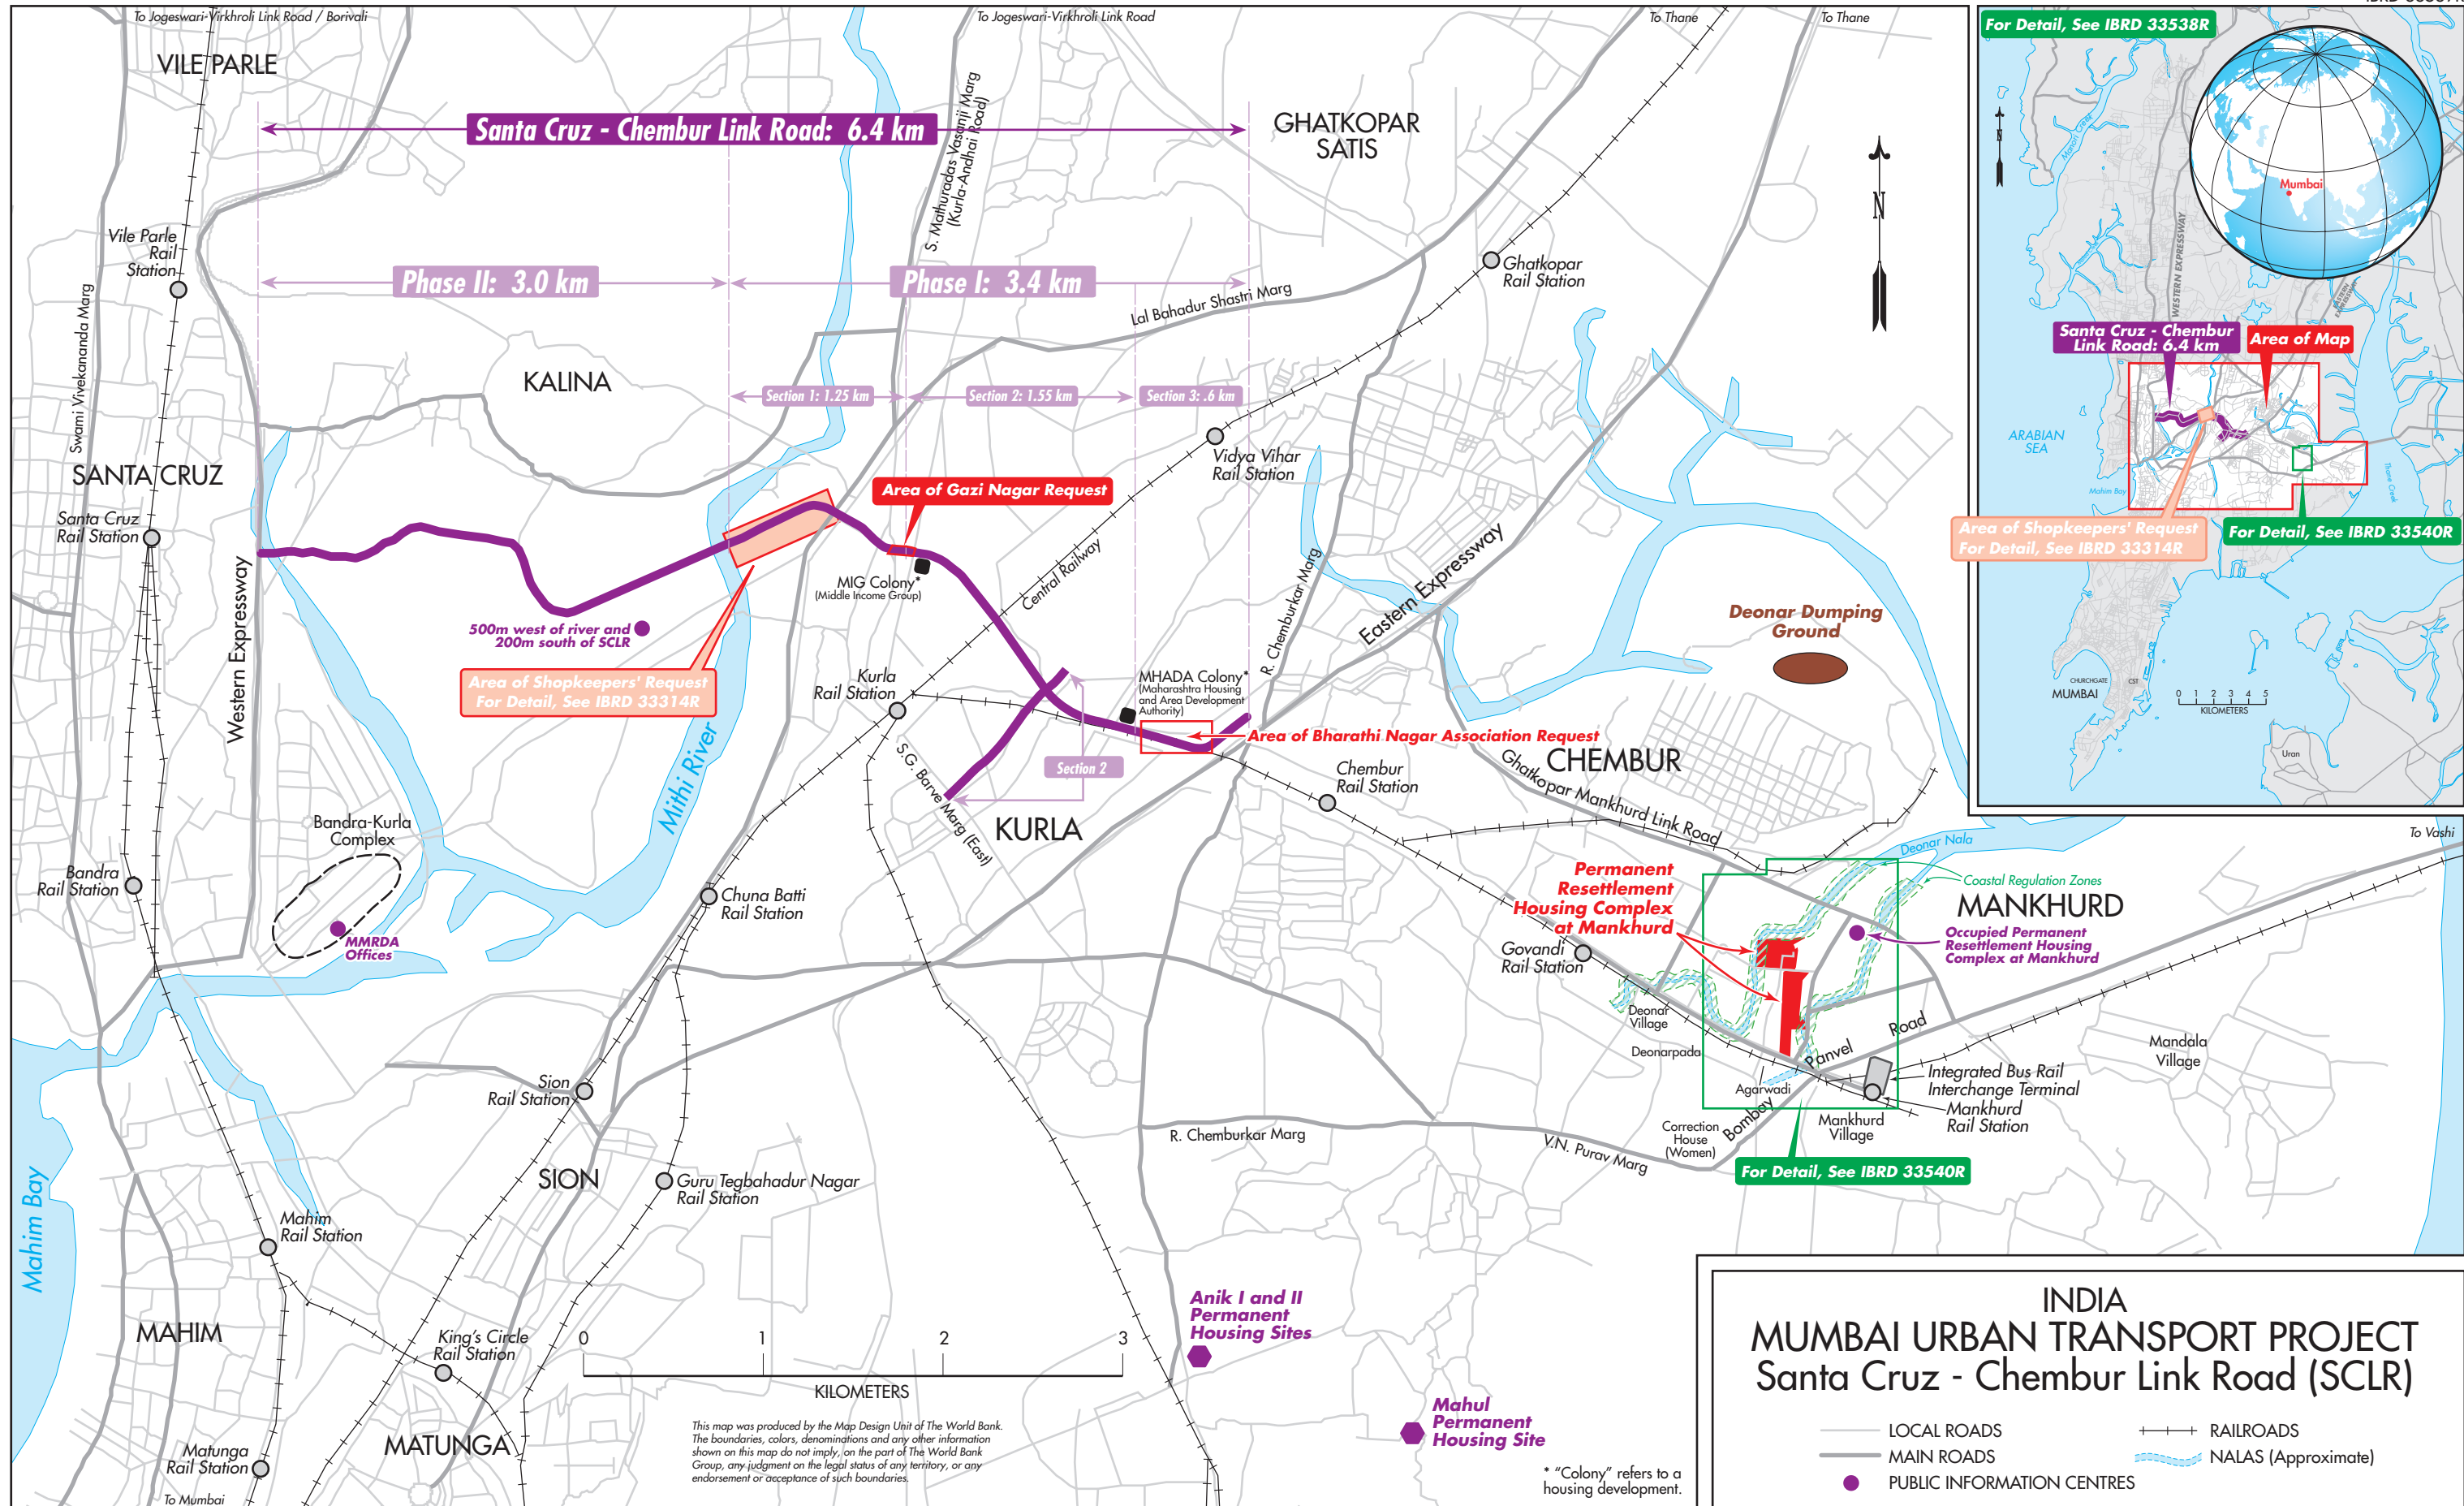 To Jogeswari-Virkhroli Link Road / Borivali
To Jogeswari-Virkhroli Link Road
To Thane
To Thane
VILE PARLE
Santa Cruz - Chembur Link Road: 6.4 km
S. Mathuradas Vasanji Marg
(Kurla-Andhai Road)
GHATKOPAR
SATIS
N
Vile Parle
Rail
Station
Swami Vivekananda Marg
Phase II: 3.0 km
Phase I: 3.4 km
Lal Bahadur Shastri Marg
Ghatkopar
Rail Station
KALINA
Section 1: 1.25 km
Section 2: 1.55 km
Section 3: .6 km
SANTA CRUZ
Vidya Vihar
Rail Station
Area of Gazi Nagar Request
Santa Cruz
Rail Station
Western Expressway
MIG Colony*
(Middle Income Group)
Central Railway
R. Chemburkar Marg
Eastern Expressway
Deonar Dumping
Ground
500m west of river and
200m south of SCLR
Area of Shopkeepers' Request
For Detail, See IBRD 33314R
Kurla
Rail Station
MHADA Colony*
(Maharashtra Housing
and Area Development
Authority)
Area of Bharathi Nagar Association Request
Mithi River
S.G. Barve Marg (East)
Section 2
CHEMBUR
Chembur
Rail Station
Ghatkopar Mankhurd Link Road
KURLA
Bandra-Kurla
Complex
Bandra
Rail Station
Chuna Batti
Rail Station
MMRDA
Offices
Permanent
Resettlement
Housing Complex
at Mankhurd
Deonar Nala
Coastal Regulation Zones
MANKHURD
Occupied Permanent
Resettlement Housing
Complex at Mankhurd
To Vashi
Govandi
Rail Station
Deonar
Village
Deonarpada
Agarwadi
Bombay
Panvel
Road
Mandala
Village
Integrated Bus Rail
Interchange Terminal
Mankhurd
Rail Station
Mankhurd
Village
Correction
House
(Women)
For Detail, See IBRD 33540R
R. Chemburkar Marg
V.N. Purav Marg
Sion
Rail Station
SION
Guru Tegbahadur Nagar
Rail Station
Mahim Bay
Mahim
Rail Station
MAHIM
King's Circle
Rail Station
MATUNGA
Matunga
Rail Station
To Mumbai
0 1 2 3
KILOMETERS
Anik I and II
Permanent
Housing Sites
Mahul
Permanent
Housing Site
This map was produced by the Map Design Unit of The World Bank.
The boundaries, colors, denominations and any other information
shown on this map do not imply, on the part of The World Bank
Group, any judgment on the legal status of any territory, or any
endorsement or acceptance of such boundaries.
* "Colony" refers to a
housing development.
For Detail, See IBRD 33538R
N
Manori Creek
Mumbai
WESTERN EXPRESSWAY
EASTERN
EXPRESSWAY
Santa Cruz - Chembur
Link Road: 6.4 km
Area of Map
ARABIAN
SEA
Mahim Bay
Thane Creek
Area of Shopkeepers' Request
For Detail, See IBRD 33314R
For Detail, See IBRD 33540R
CHURCHGATE
CST
MUMBAI
0 1 2 3 4 5
KILOMETERS
Uran
INDIA
MUMBAI URBAN TRANSPORT PROJECT
Santa Cruz - Chembur Link Road (SCLR)
LOCAL ROADS
MAIN ROADS
PUBLIC INFORMATION CENTRES
RAILROADS
NALAS (Approximate)